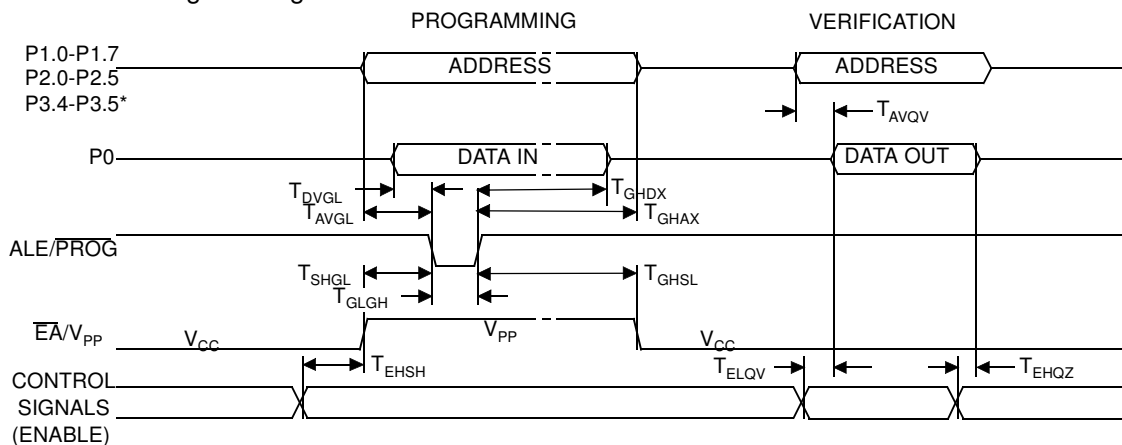 PROGRAMMING
VERIFICATION
P1.0-P1.7
P2.0-P2.5
P3.4-P3.5*
ADDRESS
ADDRESS
TAVQV
P0
DATA IN
DATA OUT
TDVGL
TGHDX
TAVGL
TGHAX
ALE/PROG
TSHGL
TGHSL
TGLGH
EA/VPP
VCC
VPP
VCC
TEHSH
TELQV
TEHQZ
CONTROL
SIGNALS
(ENABLE)